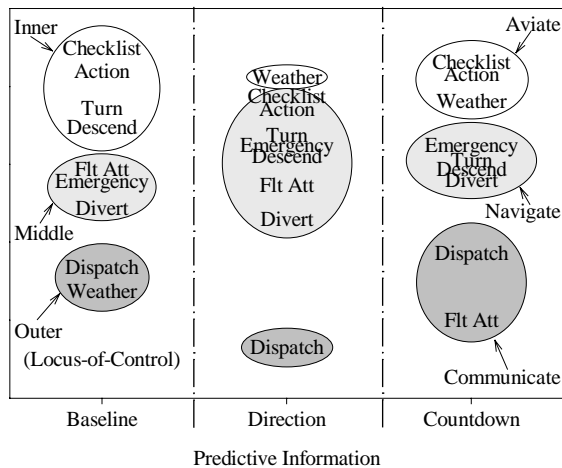 Inner
Checklist
Action
Turn
Descend
Flt Att
Emergency
Divert
Middle
Dispatch
Weather
Outer
(Locus-of-Control)
Weather
Checklist
Action
Turn
Emergency
Descend
Flt Att
Divert
Dispatch
Aviate
Checklist
Action
Weather
Emergency
Turn
Descend
Divert
Navigate
Dispatch
Flt Att
Communicate
Baseline
Direction
Countdown
Predictive Information